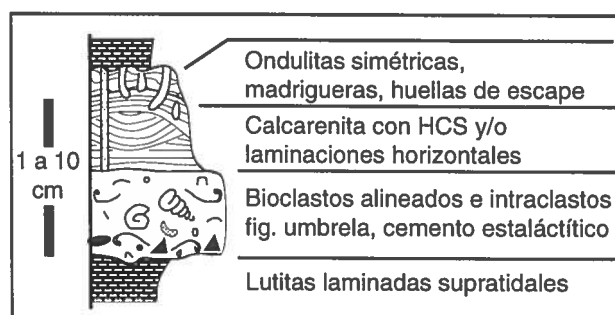 Ondulitas simétricas,
madrigueras, huellas de escape
Calcarenita con HCS y/o
laminaciones horizontales
1 a 10
cm
Bioclastos alineados e intraclastos
fig. umbrela, cemento estaláctítico
Lutitas laminadas supratidales